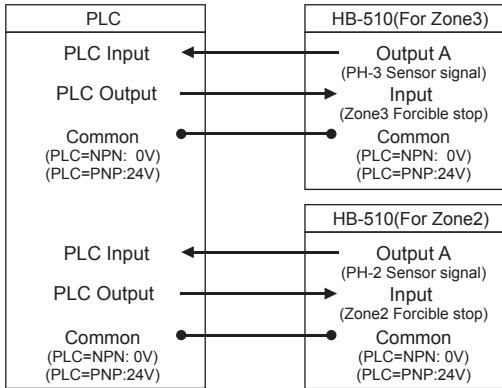 PLC
PLC Input
PLC Output
Common
(PLC=NPN: 0V)
(PLC=PNP:24V)
PLC Input
PLC Output
Common
(PLC=NPN: 0V)
(PLC=PNP:24V)
HB-510(For Zone3)
Output A
(PH-3 Sensor signal)
Input
(Zone3 Forcible stop)
Common
(PLC=NPN: 0V)
(PLC=PNP:24V)
HB-510(For Zone2)
Output A
(PH-2 Sensor signal)
Input
(Zone2 Forcible stop)
Common
(PLC=NPN: 0V)
(PLC=PNP:24V)